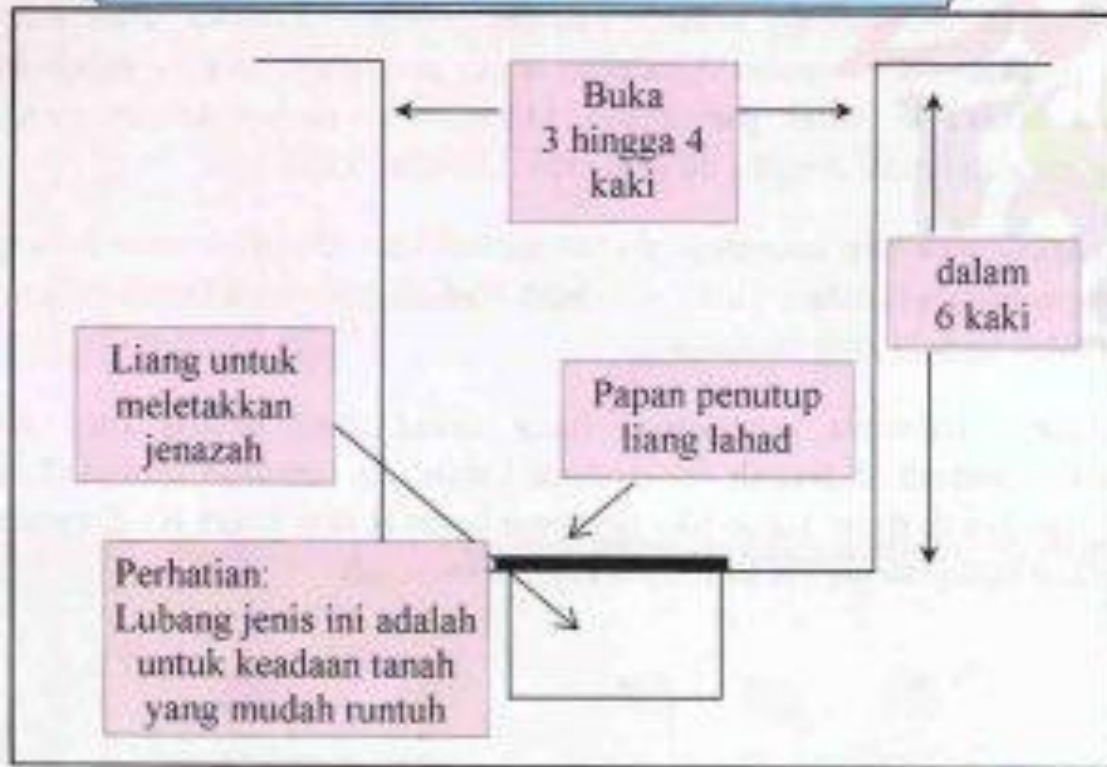 Buka
3 hingga 4
kaki
dalam
6 kaki
Liang untuk
meletakkan
jenazah
Papan penutup
liang lahad
Perhatian:
Lubang jenis ini adalah
untuk keadaan tanah
yang mudah runtuh